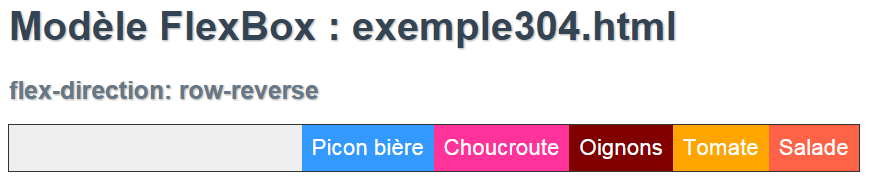 Modèle FlexBox : exemple304.html
flex-direction: row-reverse
Picon bière Choucroute Oignons Tomate Salade